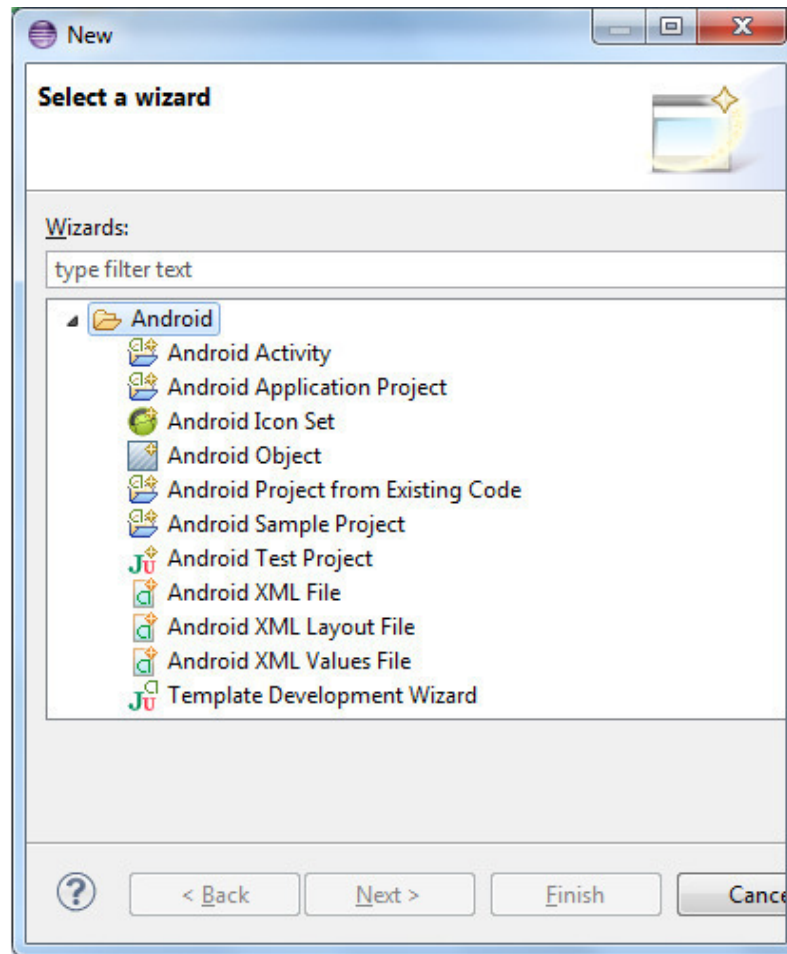 New
Select a wizard
Wizards:
type filter text
Android
Android Activity
Android Application Project
Android Icon Set
Android Object
Android Project from Existing Code
Android Sample Project
Android Test Project
Android XML File
Android XML Layout File
Android XML Values File
Template Development Wizard
? < Back Next > Finish Cance